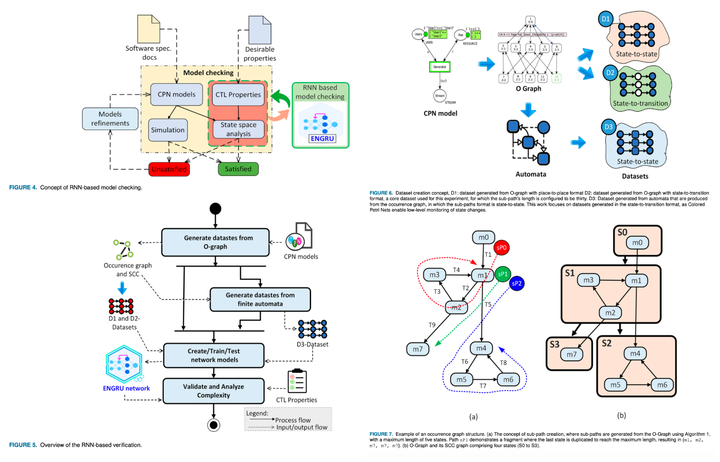 Software spec.
docs
Desirable
properties
Model checking
CPN models
CTL Properties
RNN based
model checking
ENGRU
Models
refinements
Simulation
State space
analysis
Unsatisfied
Satisfied
FIGURE 4. Concept of RNN-based model checking.
Generate datastes from
O-graph
CPN models
Occurence graph
and SCC
Generate datastes from
finite automata
D1 and D2-
Datasets
D3-Dataset
Create/Train/Test
network models
ENGRU network
Validate and Analyze
Complexity
CTL Properties
Legend:
Process flow
Input/output flow
FIGURE 5. Overview of the RNN-based verification.
CPN model
O Graph
Automata
D1
State-to-state
D2
State-to-transition
D3
State-to-state
Datasets
FIGURE 6. Dataset creation concept, D1: dataset generated from O-graph with place-to-place format D2: dataset generated from O-graph with state-to-transition
format, a core dataset used for this experiment, for which the sub-path's length is configured to be thirty. D3: Dataset generated from automata that are produced
from the occurrence graph, in which the sub-paths format is state-to-state. This work focuses on datasets generated in the state-to-transition format, as Colored
Petri Nets enable low-level monitoring of state changes.
m0
sP0
T1
m3
T4
m1
sP1
sP2
T3
T2
T5
m2
T9
m7
m4
T6
T8
m5
T7
m6
(a)
S0
m0
S1
m3
m1
m2
S3
m7
S2
m4
m5
m6
(b)
FIGURE 7. Example of an occurrence graph structure. (a) The concept of sub-path creation, where sub-paths are generated from the O-Graph using Algorithm 1,
with a maximum length of five states. Path sP1 demonstrates a fragment where the last state is duplicated to reach the maximum length, resulting in {m1, m2,
m7, m7, m7}. (b) O-Graph and its SCC graph comprising four states (S0 to S3).